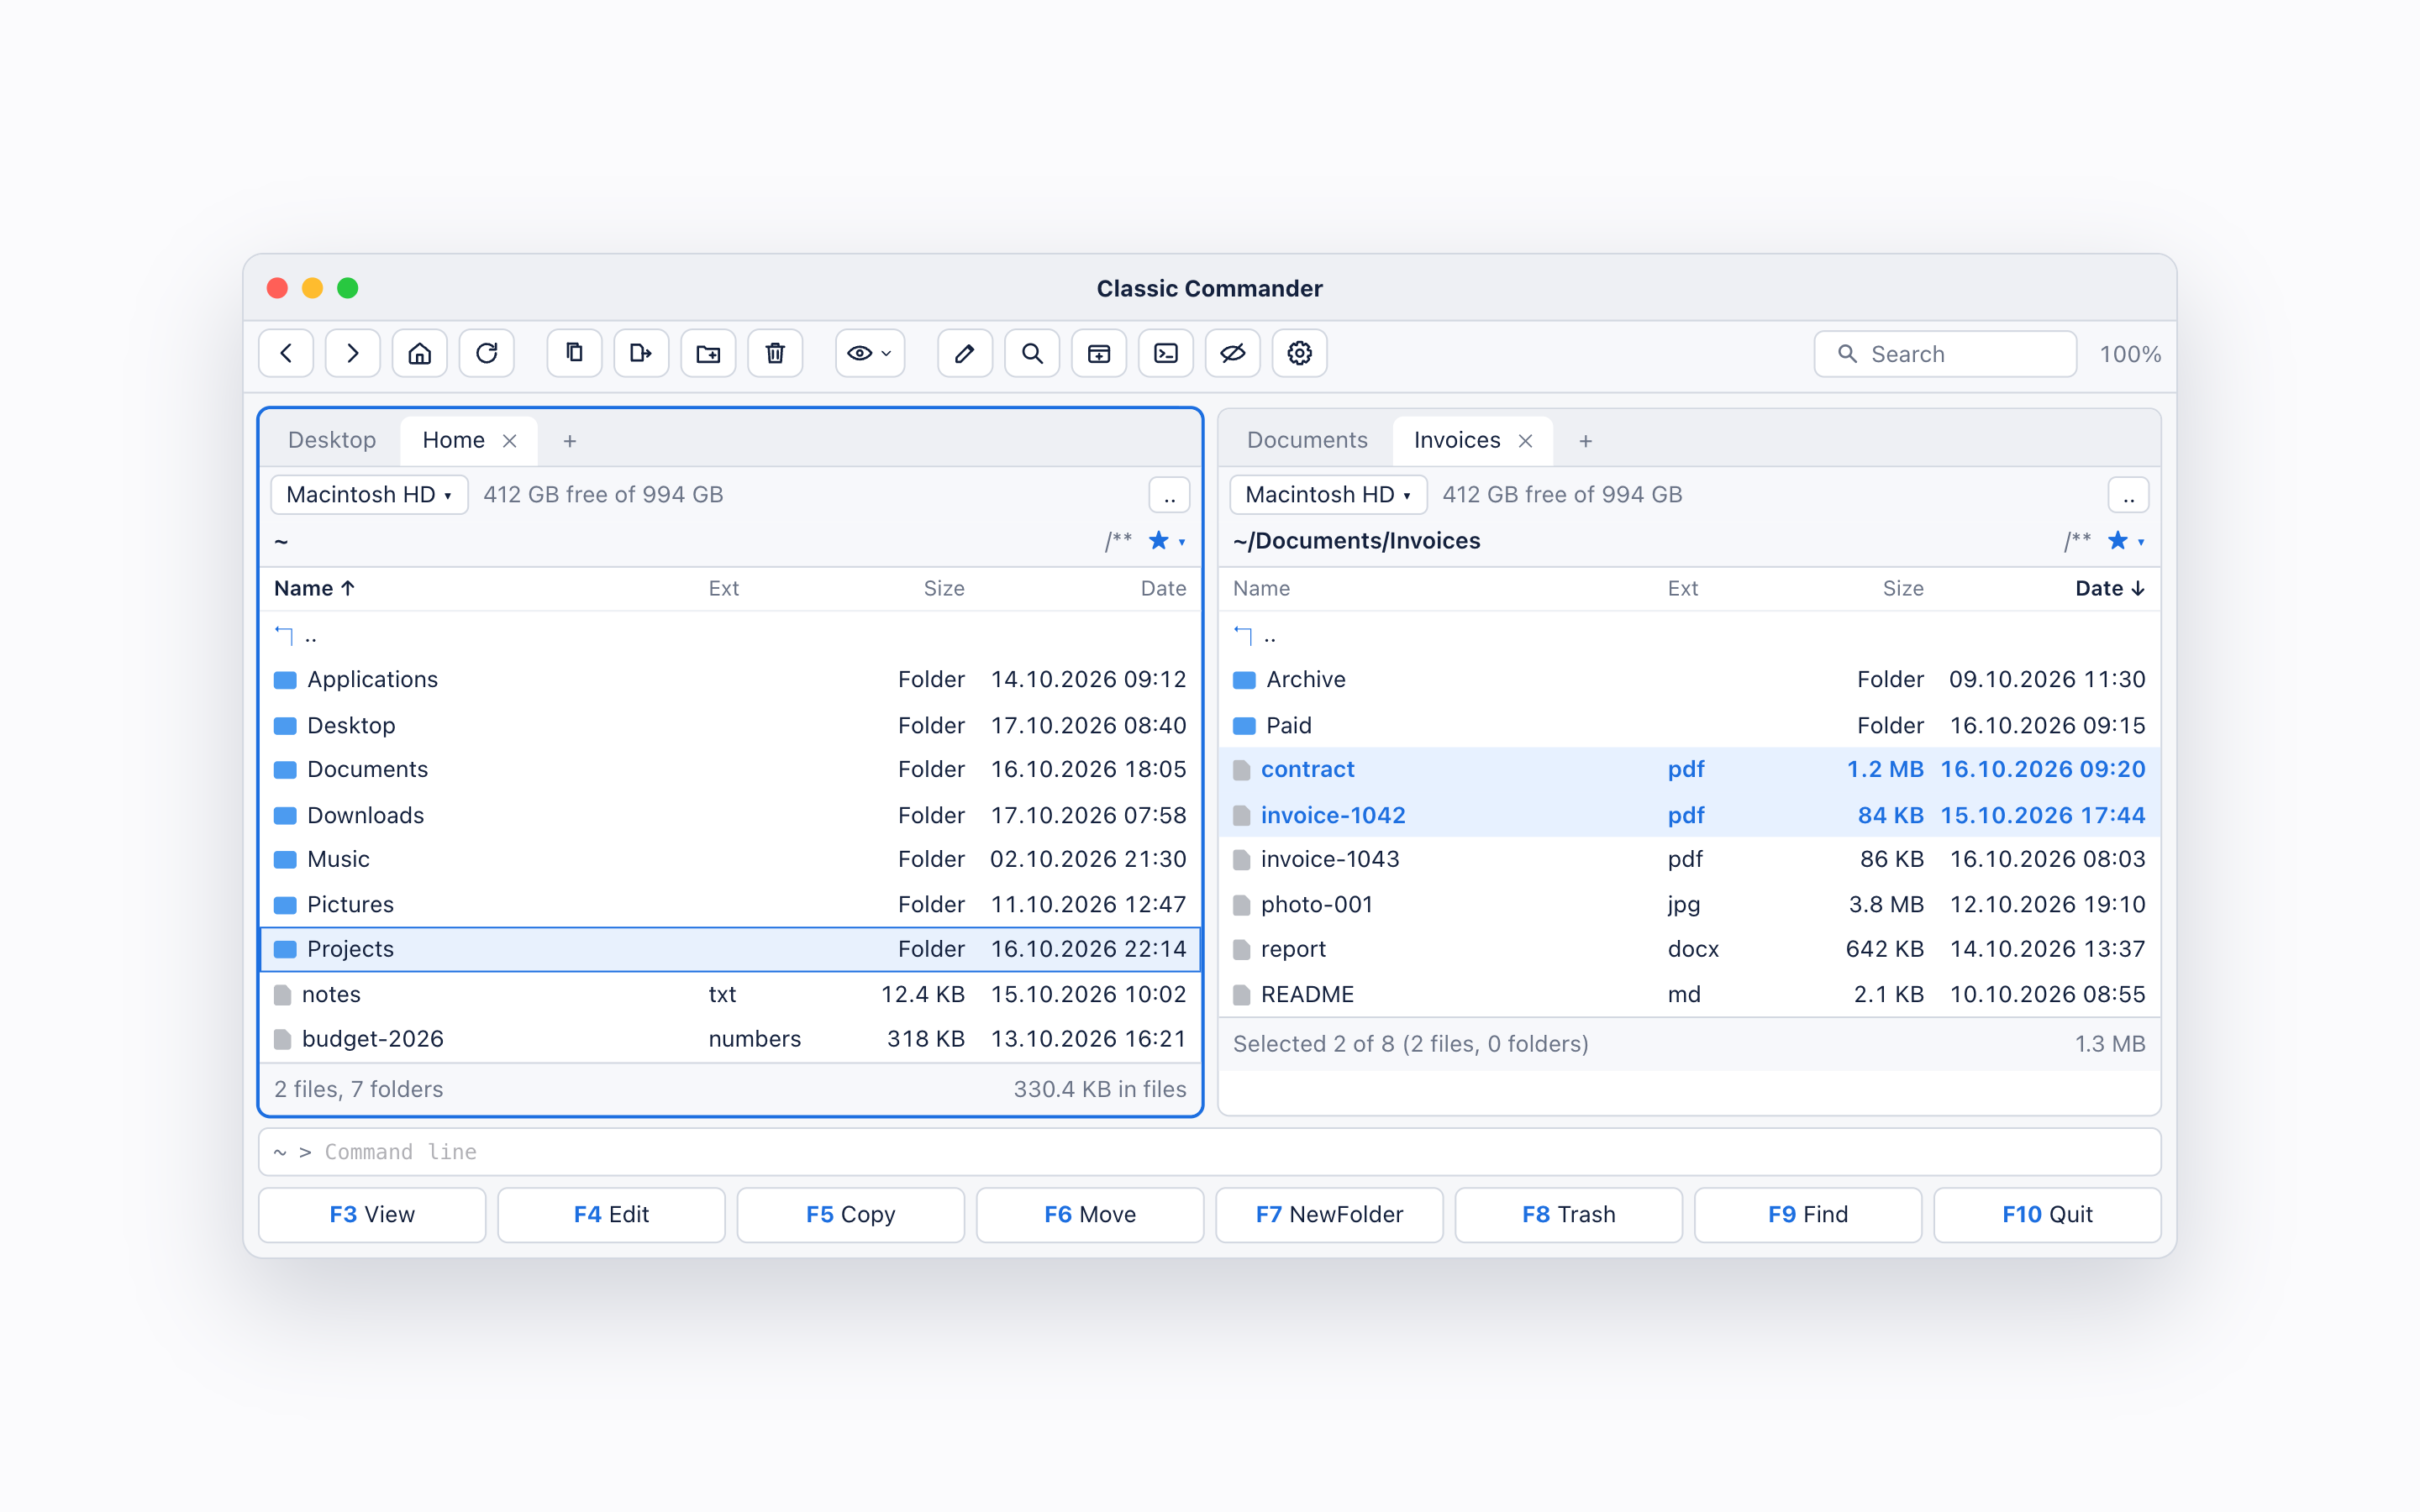 Classic Commander
Search 100%
Desktop Home +
Macintosh HD ▾ 412 GB free of 994 GB ..
~ /** ★ ▾
Name ↑ Ext Size Date
..
Applications Folder 14.10.2026 09:12
Desktop Folder 17.10.2026 08:40
Documents Folder 16.10.2026 18:05
Downloads Folder 17.10.2026 07:58
Music Folder 02.10.2026 21:30
Pictures Folder 11.10.2026 12:47
Projects Folder 16.10.2026 22:14
notes txt 12.4 KB 15.10.2026 10:02
budget-2026 numbers 318 KB 13.10.2026 16:21
2 files, 7 folders 330.4 KB in files
Documents Invoices +
Macintosh HD ▾ 412 GB free of 994 GB ..
~/Documents/Invoices /** ★ ▾
Name Ext Size Date ↓
..
Archive Folder 09.10.2026 11:30
Paid Folder 16.10.2026 09:15
contract pdf 1.2 MB 16.10.2026 09:20
invoice-1042 pdf 84 KB 15.10.2026 17:44
invoice-1043 pdf 86 KB 16.10.2026 08:03
photo-001 jpg 3.8 MB 12.10.2026 19:10
report docx 642 KB 14.10.2026 13:37
README md 2.1 KB 10.10.2026 08:55
Selected 2 of 8 (2 files, 0 folders) 1.3 MB
~ > Command line
F3 View F4 Edit F5 Copy F6 Move F7 NewFolder F8 Trash F9 Find F10 Quit